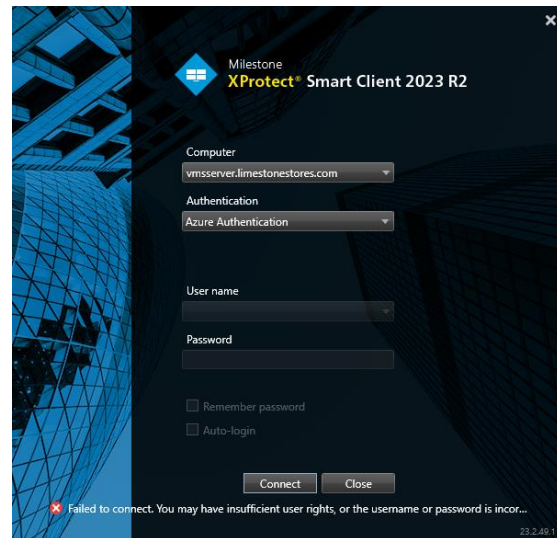 ×
Milestone
XProtect® Smart Client 2023 R2
Computer
vmsserver.limestonestores.com
Authentication
Azure Authentication
User name
Password
Remember password
Auto-login
Connect Close
Failed to connect. You may have insufficient user rights, or the username or password is incor...
23.2.49.1